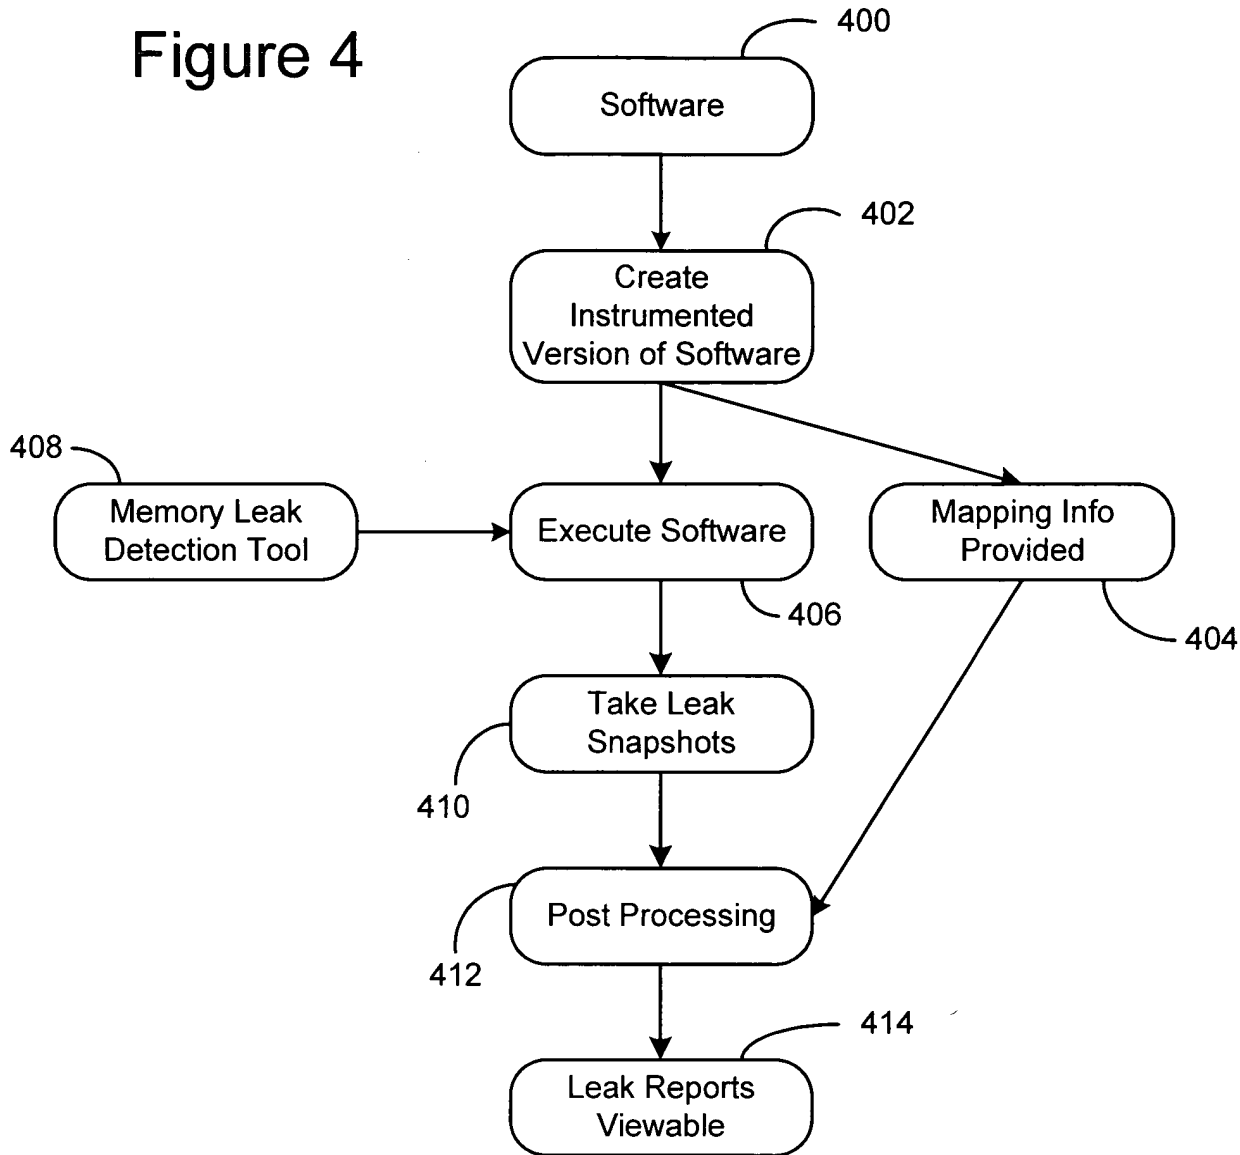 Figure 4
400
Software
402
Create
Instrumented
Version of Software
408
Memory Leak
Detection Tool
Execute Software
406
Mapping Info
Provided
404
Take Leak
Snapshots
410
Post Processing
412
414
Leak Reports
Viewable